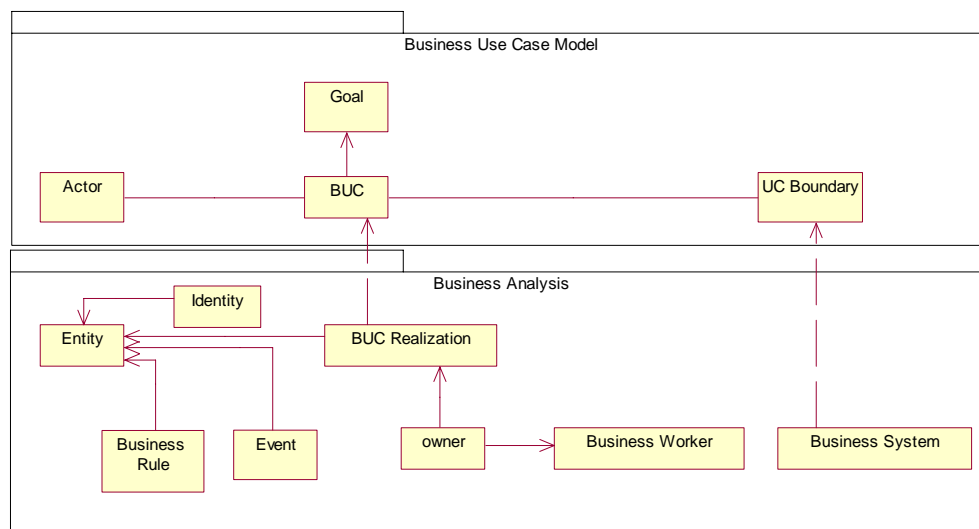 Business Use Case Model
Goal
Actor
BUC
UC Boundary
Business Analysis
Identity
Entity
BUC Realization
Business
Rule
Event
owner
Business Worker
Business System